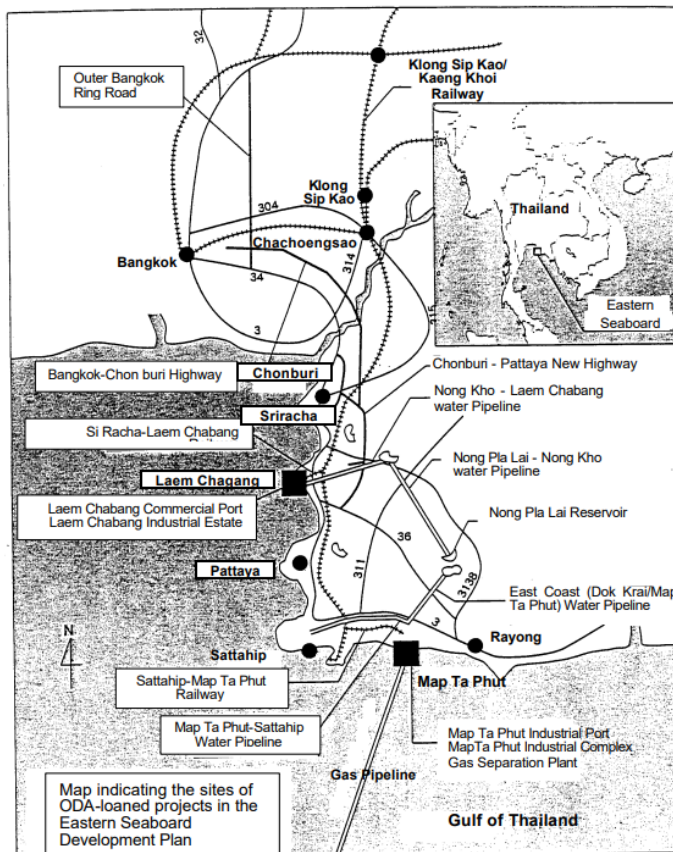 32
Klong Sip Kao/
Kaeng Khoi
Railway
Outer Bangkok
Ring Road
Klong
Sip Kao
Thailand
304
Chachoengsao
Bangkok
314
34
Eastern
Seaboard
3
315
Bangkok-Chon buri Highway
Chonburi
Chonburi - Pattaya New Highway
Sriracha
Nong Kho - Laem Chabang
water Pipeline
Si Racha-Laem Chabang
Nong Pla Lai - Nong Kho
water Pipeline
Laem Chagang
Laem Chabang Commercial Port
Laem Chabang Industrial Estate
Nong Pla Lai Reservoir
36
Pattaya
311
3138
East Coast (Dok Krai/Map
Ta Phut) Water Pipeline
N
3
Rayong
Sattahip
Sattahip-Map Ta Phut
Railway
Map Ta Phut
Map Ta Phut-Sattahip
Water Pipeline
Map Ta Phut Industrial Port
MapTa Phut Industrial Complex
Gas Separation Plant
Gas Pipeline
Map indicating the sites of
ODA-loaned projects in the
Eastern Seaboard
Development Plan
Gulf of Thailand